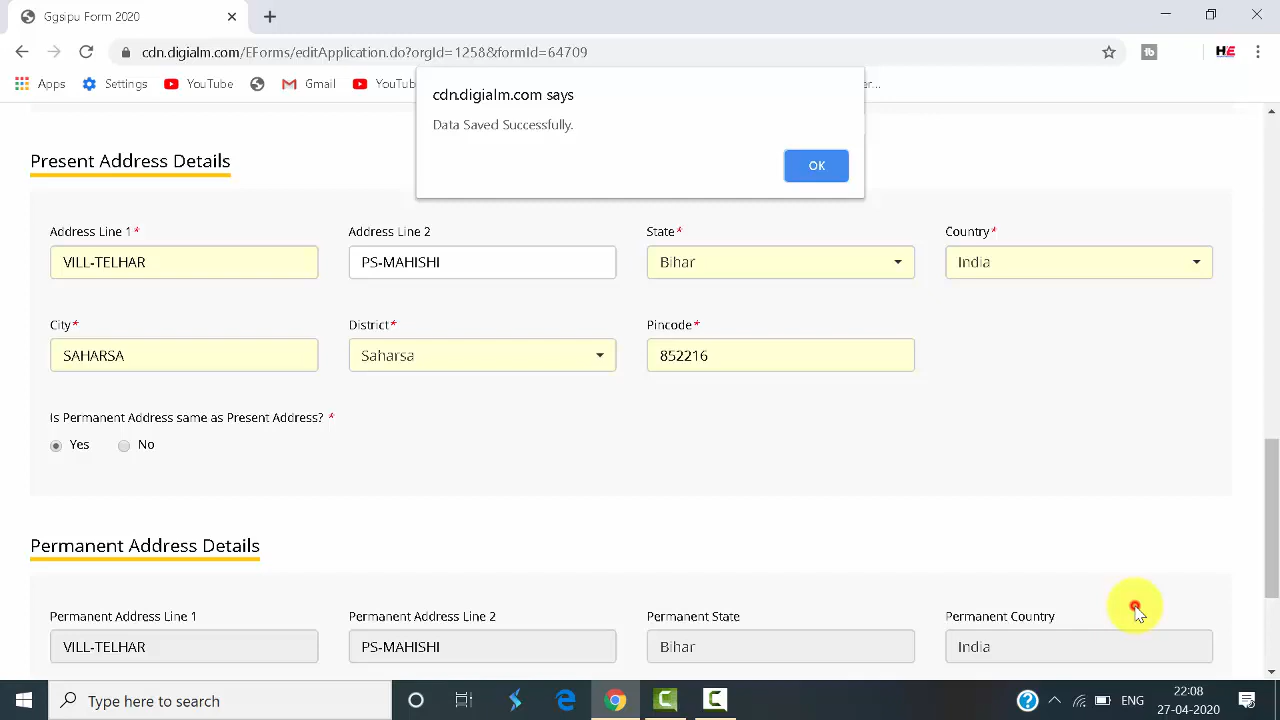 Ggsipu Form 2020
cdn.digialm.com/EForms/editApplication.do?orgId=1258&formId=64709
Apps Settings YouTube Gmail YouTub er...
cdn.digialm.com says
Data Saved Successfully.
OK
Present Address Details
Address Line 1* Address Line 2 State* Country*
VILL-TELHAR PS-MAHISHI Bihar India
City* District* Pincode*
SAHARSA Saharsa 852216
Is Permanent Address same as Present Address? *
Yes No
Permanent Address Details
Permanent Address Line 1 Permanent Address Line 2 Permanent State Permanent Country
VILL-TELHAR PS-MAHISHI Bihar India
Type here to search ENG 22:08
27-04-2020